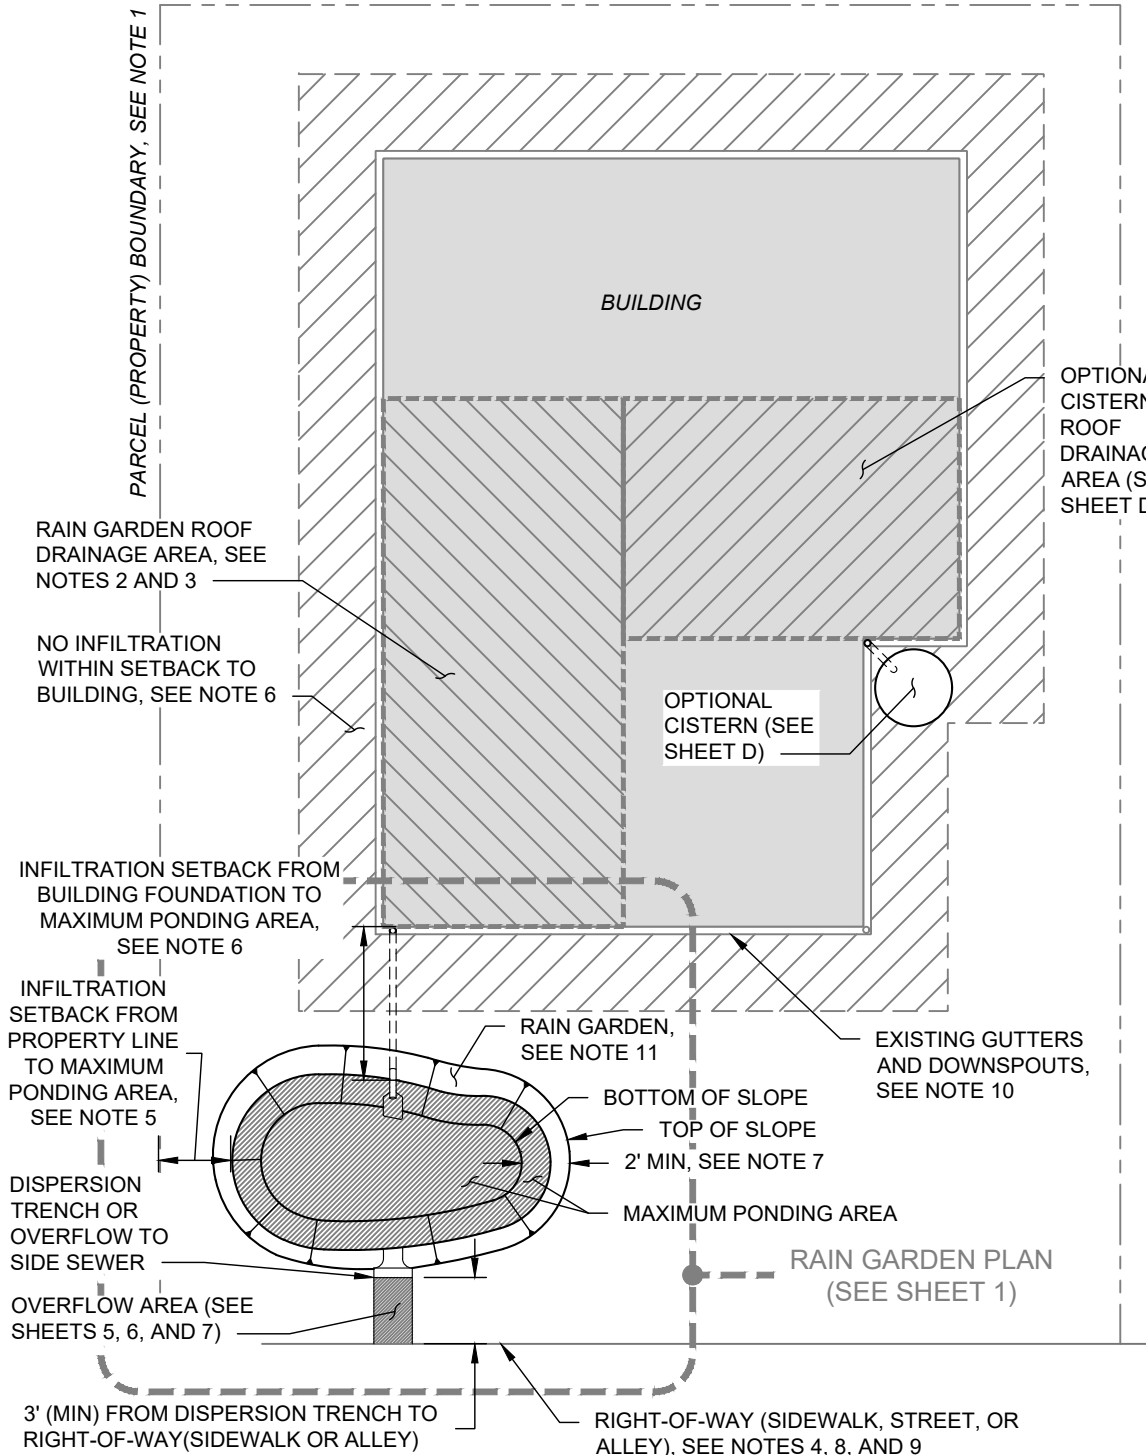 PARCEL (PROPERTY) BOUNDARY, SEE NOTE 1
BUILDING
OPTIONA
CISTERN
ROOF
DRAINAG
AREA (S
SHEET D
RAIN GARDEN ROOF
DRAINAGE AREA, SEE
NOTES 2 AND 3
NO INFILTRATION
WITHIN SETBACK TO
BUILDING, SEE NOTE 6
OPTIONAL
CISTERN (SEE
SHEET D)
INFILTRATION SETBACK FROM
BUILDING FOUNDATION TO
MAXIMUM PONDING AREA,
SEE NOTE 6
INFILTRATION
SETBACK FROM
PROPERTY LINE
TO MAXIMUM
PONDING AREA,
SEE NOTE 5
RAIN GARDEN,
SEE NOTE 11
EXISTING GUTTERS
AND DOWNSPOUTS,
SEE NOTE 10
BOTTOM OF SLOPE
TOP OF SLOPE
2' MIN, SEE NOTE 7
MAXIMUM PONDING AREA
DISPERSION
TRENCH OR
OVERFLOW TO
SIDE SEWER
RAIN GARDEN PLAN
(SEE SHEET 1)
OVERFLOW AREA (SEE
SHEETS 5, 6, AND 7)
3' (MIN) FROM DISPERSION TRENCH TO
RIGHT-OF-WAY(SIDEWALK OR ALLEY)
RIGHT-OF-WAY (SIDEWALK, STREET, OR
ALLEY), SEE NOTES 4, 8, AND 9